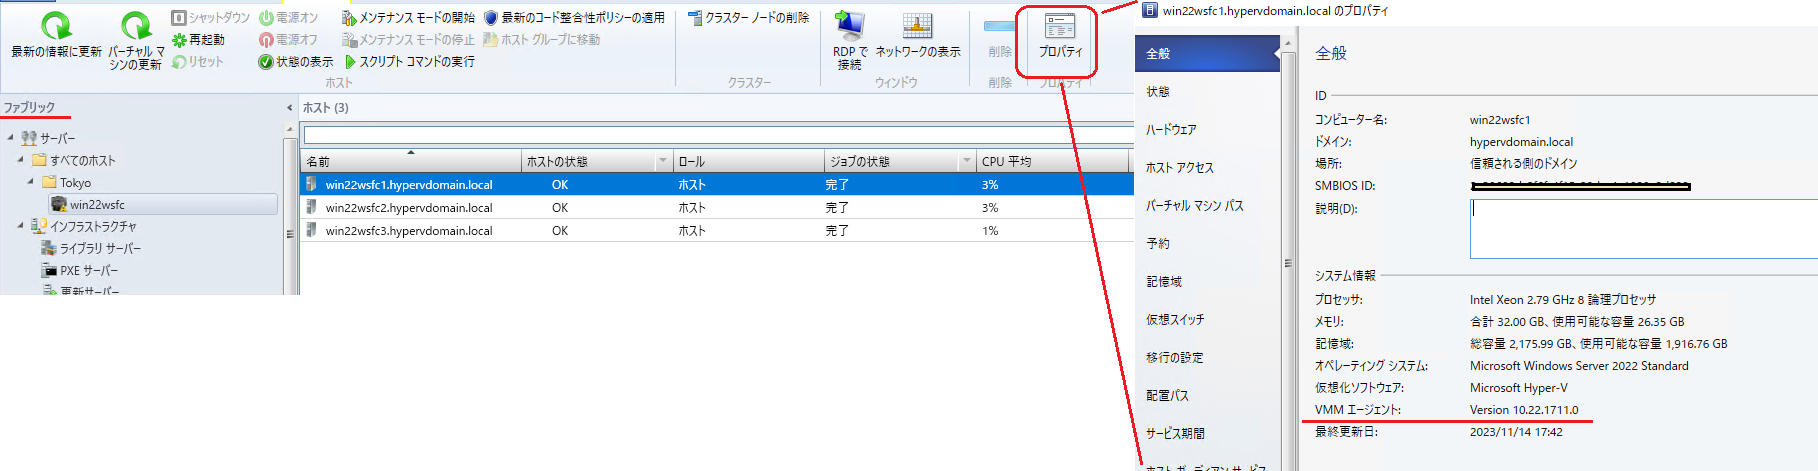 最新の情報に更新
バーチャル マシンの更新
シャットダウン
再起動
リセット
電源オン
電源オフ
状態の表示
メンテナンス モードの開始
メンテナンス モードの停止
スクリプト コマンドの実行
最新のコード整合性ポリシーの適用
ホスト グループに移動
ホスト
クラスター ノードの削除
クラスター
RDP で接続
ネットワークの表示
ウィンドウ
削除
削除
プロパティ
プロパティ
ファブリック
サーバー
すべてのホスト
Tokyo
win22wsfc
インフラストラクチャ
ライブラリ サーバー
PXE サーバー
更新サーバー
ホスト (3)
名前 ホストの状態 ロール ジョブの状態 CPU 平均
win22wsfc1.hypervdomain.local OK ホスト 完了 3%
win22wsfc2.hypervdomain.local OK ホスト 完了 3%
win22wsfc3.hypervdomain.local OK ホスト 完了 1%
win22wsfc1.hypervdomain.local のプロパティ
全般
状態
ハードウェア
ホスト アクセス
バーチャル マシン パス
予約
記憶域
仮想スイッチ
移行の設定
配置パス
サービス期間
ホスト ガーディアン サービス
全般
ID
コンピューター名: win22wsfc1
ドメイン: hypervdomain.local
場所: 信頼される側のドメイン
SMBIOS ID:
説明(D):
システム情報
プロセッサ: Intel Xeon 2.79 GHz 8 論理プロセッサ
メモリ: 合計 32.00 GB、使用可能な容量 26.35 GB
記憶域: 総容量 2,175.99 GB、使用可能な容量 1,916.76 GB
オペレーティング システム: Microsoft Windows Server 2022 Standard
仮想化ソフトウェア: Microsoft Hyper-V
VMM エージェント: Version 10.22.1711.0
最終更新日: 2023/11/14 17:42